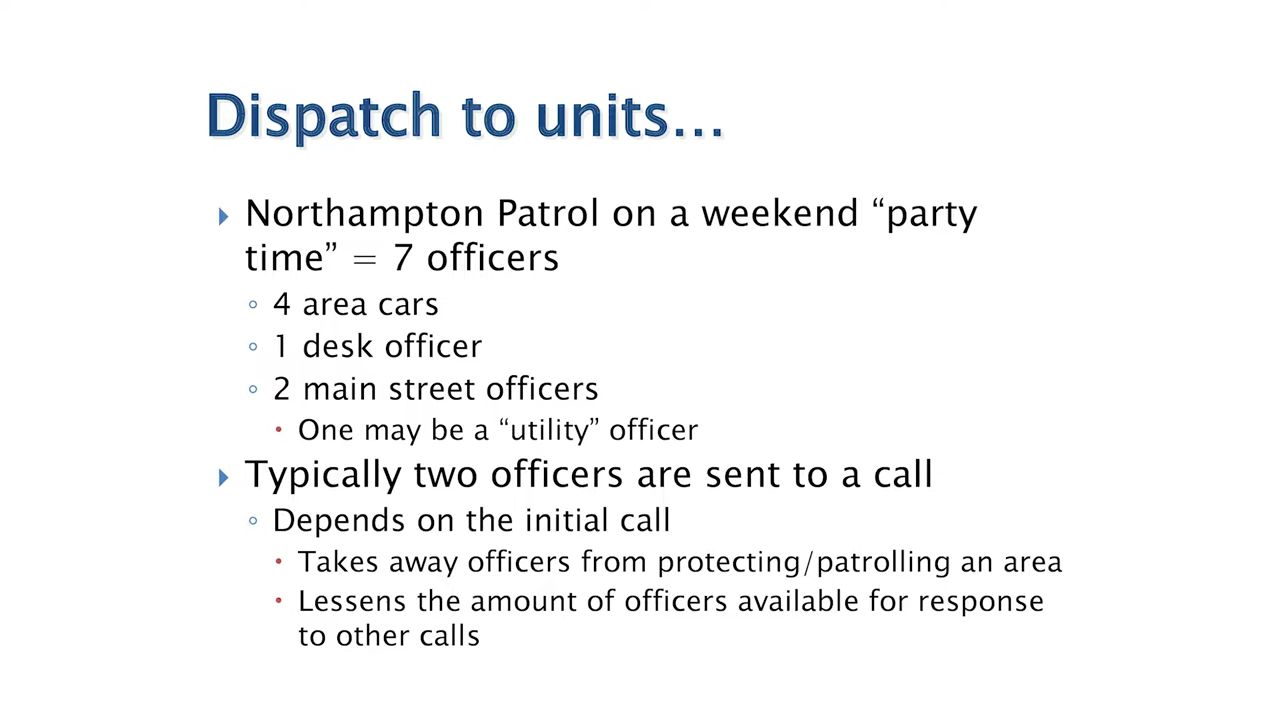 Dispatch to units…
Northampton Patrol on a weekend “party
time” = 7 officers
4 area cars
1 desk officer
2 main street officers
One may be a “utility” officer
Typically two officers are sent to a call
Depends on the initial call
Takes away officers from protecting/patrolling an area
Lessens the amount of officers available for response
to other calls